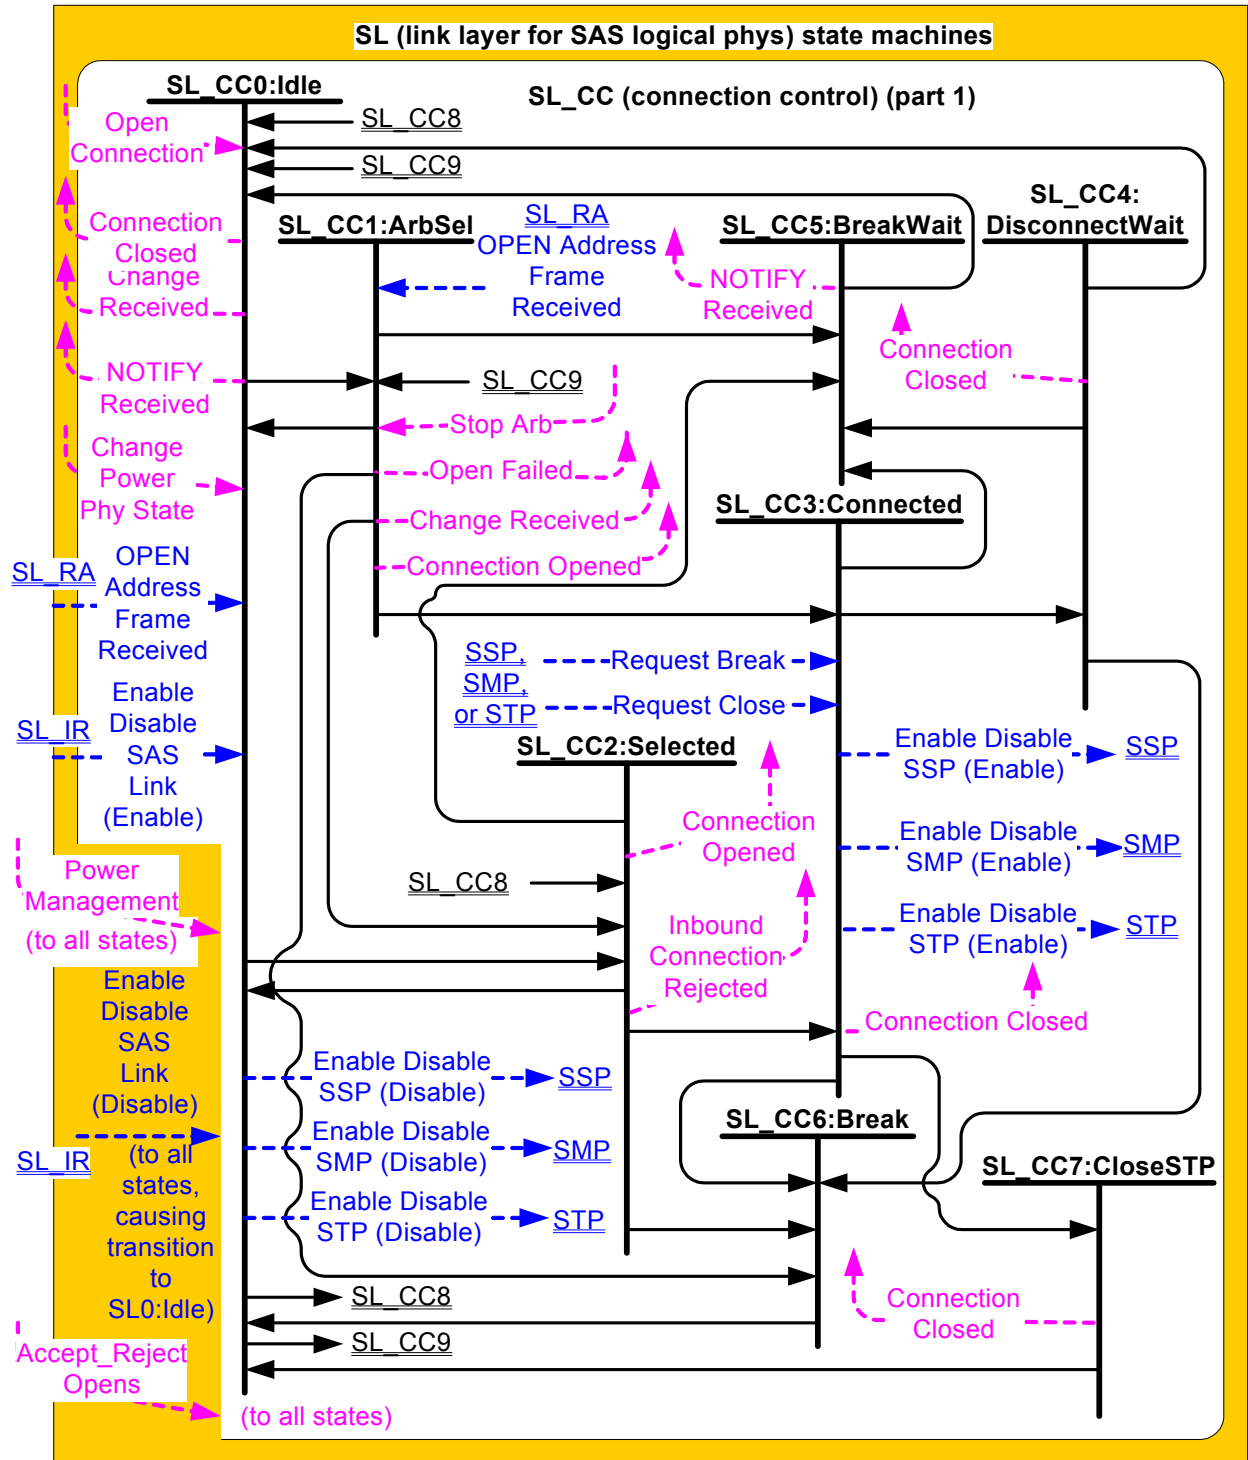 SL (link layer for SAS logical phys) state machines
SL_CC0:Idle
SL_CC (connection control) (part 1)
Open
Connection
SL_CC8
SL_CC9
Connection
Closed
Change
Received
NOTIFY
Received
Change
Power
Phy State
SL_CC1:ArbSel
SL_RA
OPEN Address
Frame
Received
SL_CC5:BreakWait
NOTIFY
Received
SL_CC4:
DisconnectWait
Connection
Closed
SL_CC9
Stop Arb
Open Failed
Change Received
Connection Opened
SL_CC3:Connected
SL_RA
OPEN
Address
Frame
Received
SL_IR
Enable
Disable
SAS
Link
(Enable)
SSP,
SMP,
or STP
Request Break
Request Close
SL_CC2:Selected
Enable Disable
SSP (Enable)
SSP
Connection
Opened
Enable Disable
SMP (Enable)
SMP
SL_CC8
Enable Disable
STP (Enable)
STP
Inbound
Connection
Rejected
Connection Closed
Power
Management
(to all states)
Enable
Disable
SAS
Link
(Disable)
SL_IR
(to all
states,
causing
transition
to
SL0:Idle)
Enable Disable
SSP (Disable)
SSP
Enable Disable
SMP (Disable)
SMP
Enable Disable
STP (Disable)
STP
SL_CC6:Break
SL_CC7:CloseSTP
Connection
Closed
SL_CC8
SL_CC9
Accept_Reject
Opens
(to all states)